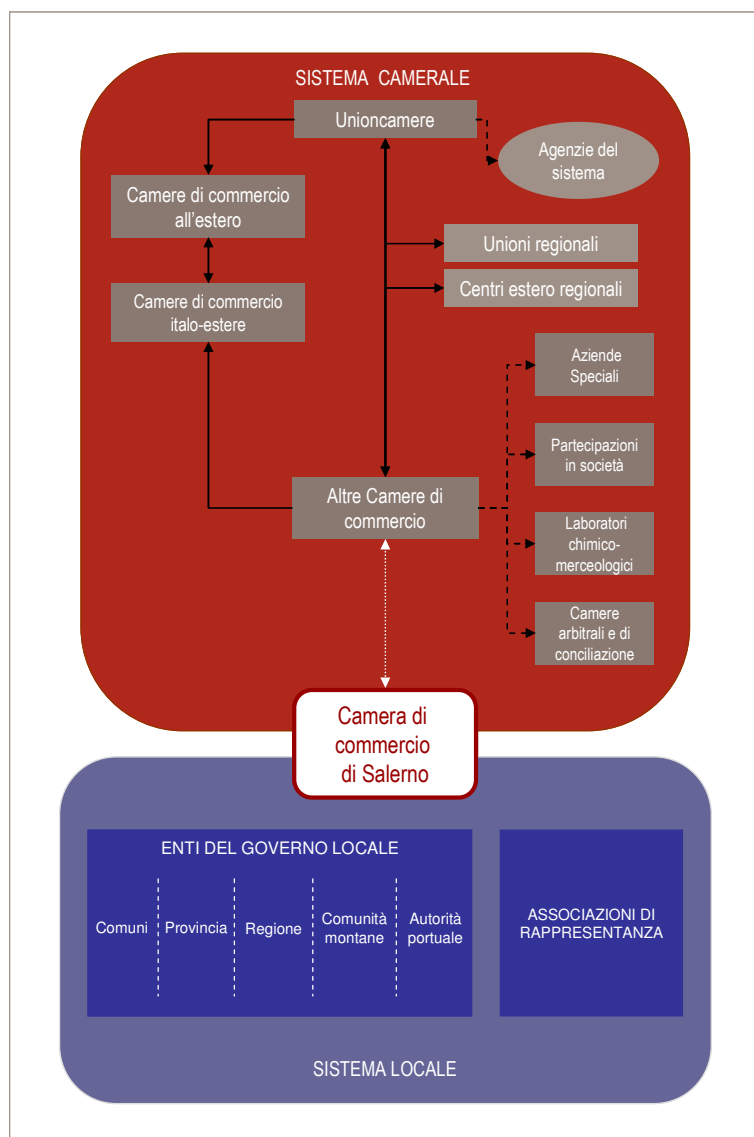 SISTEMA CAMERALE
Unioncamere
Agenzie del
sistema
Camere di commercio
all'estero
Unioni regionali
Centri estero regionali
Camere di commercio
italo-estere
Aziende
Speciali
Partecipazioni
in società
Altre Camere di
commercio
Laboratori
chimico-
merceologici
Camere
arbitrali e di
conciliazione
Camera di
commercio
di Salerno
ENTI DEL GOVERNO LOCALE
Comuni
Provincia
Regione
Comunità
montane
Autorità
portuale
ASSOCIAZIONI DI
RAPPRESENTANZA
SISTEMA LOCALE